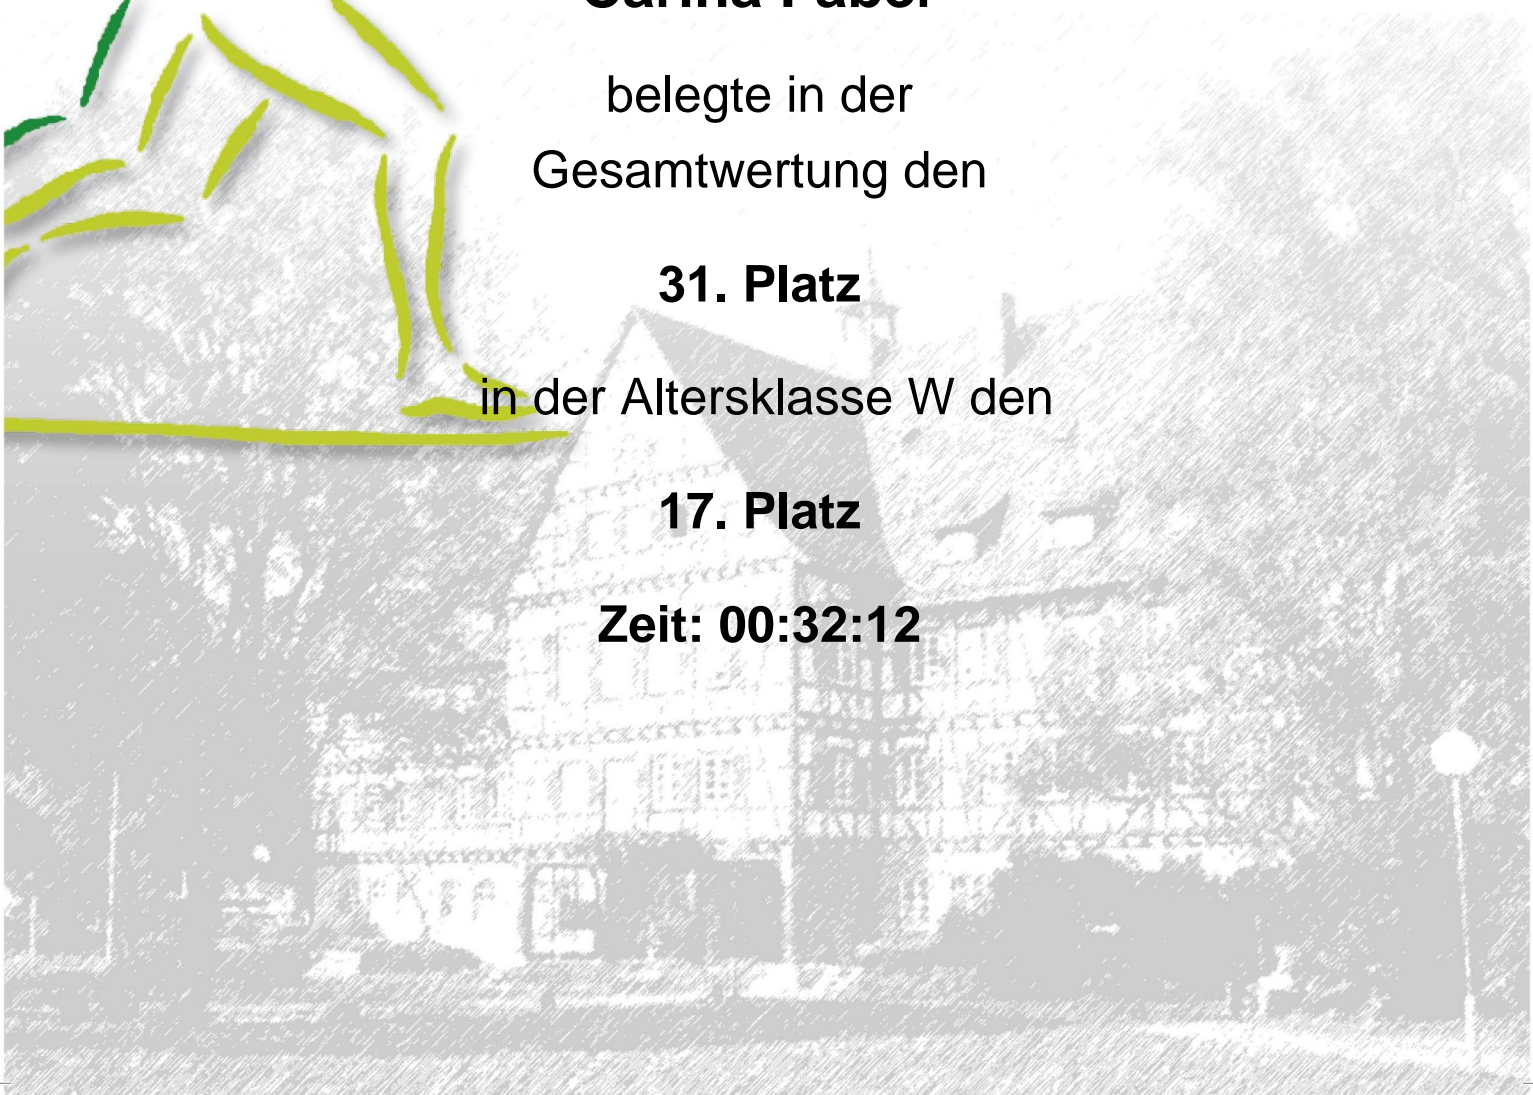 belegte in der
Gesamtwertung den
31. Platz
in der Altersklasse W den
17. Platz
Zeit: 00:32:12